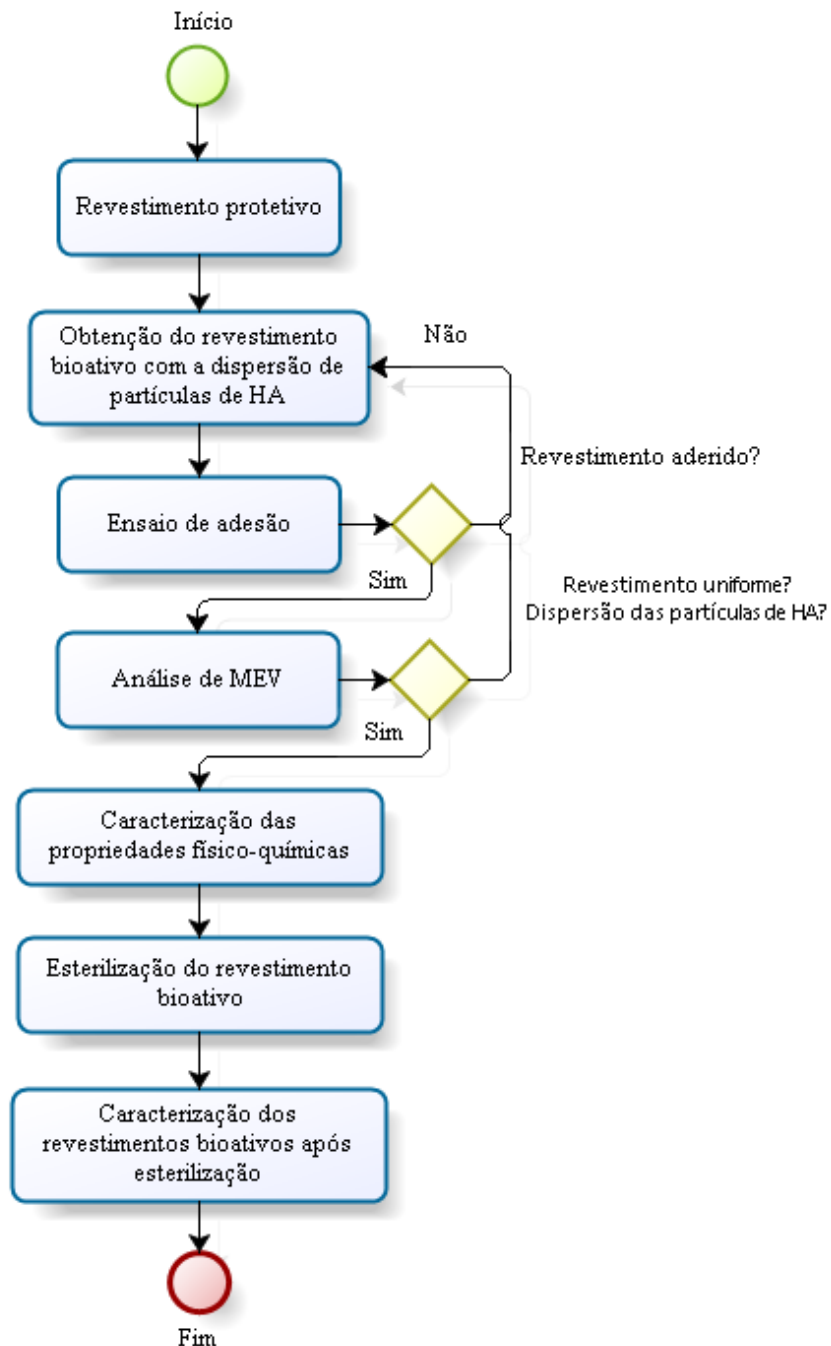 Início
Revestimento protetivo
Obtenção do revestimento
bioativo com a dispersão de
partículas de HA
Não
Revestimento aderido?
Ensaio de adesão
Sim
Revestimento uniforme?
Dispersão das partículas de HA?
Análise de MEV
Sim
Caracterização das
propriedades físico-químicas
Esterilização do revestimento
bioativo
Caracterização dos
revestimentos bioativos após
esterilização
Fim